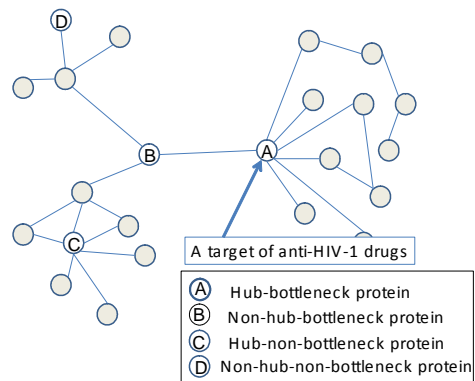 D
B
A
C
A target of anti-HIV-1 drugs
A Hub-bottleneck protein
B Non-hub-bottleneck protein
C Hub-non-bottleneck protein
D Non-hub-non-bottleneck protein